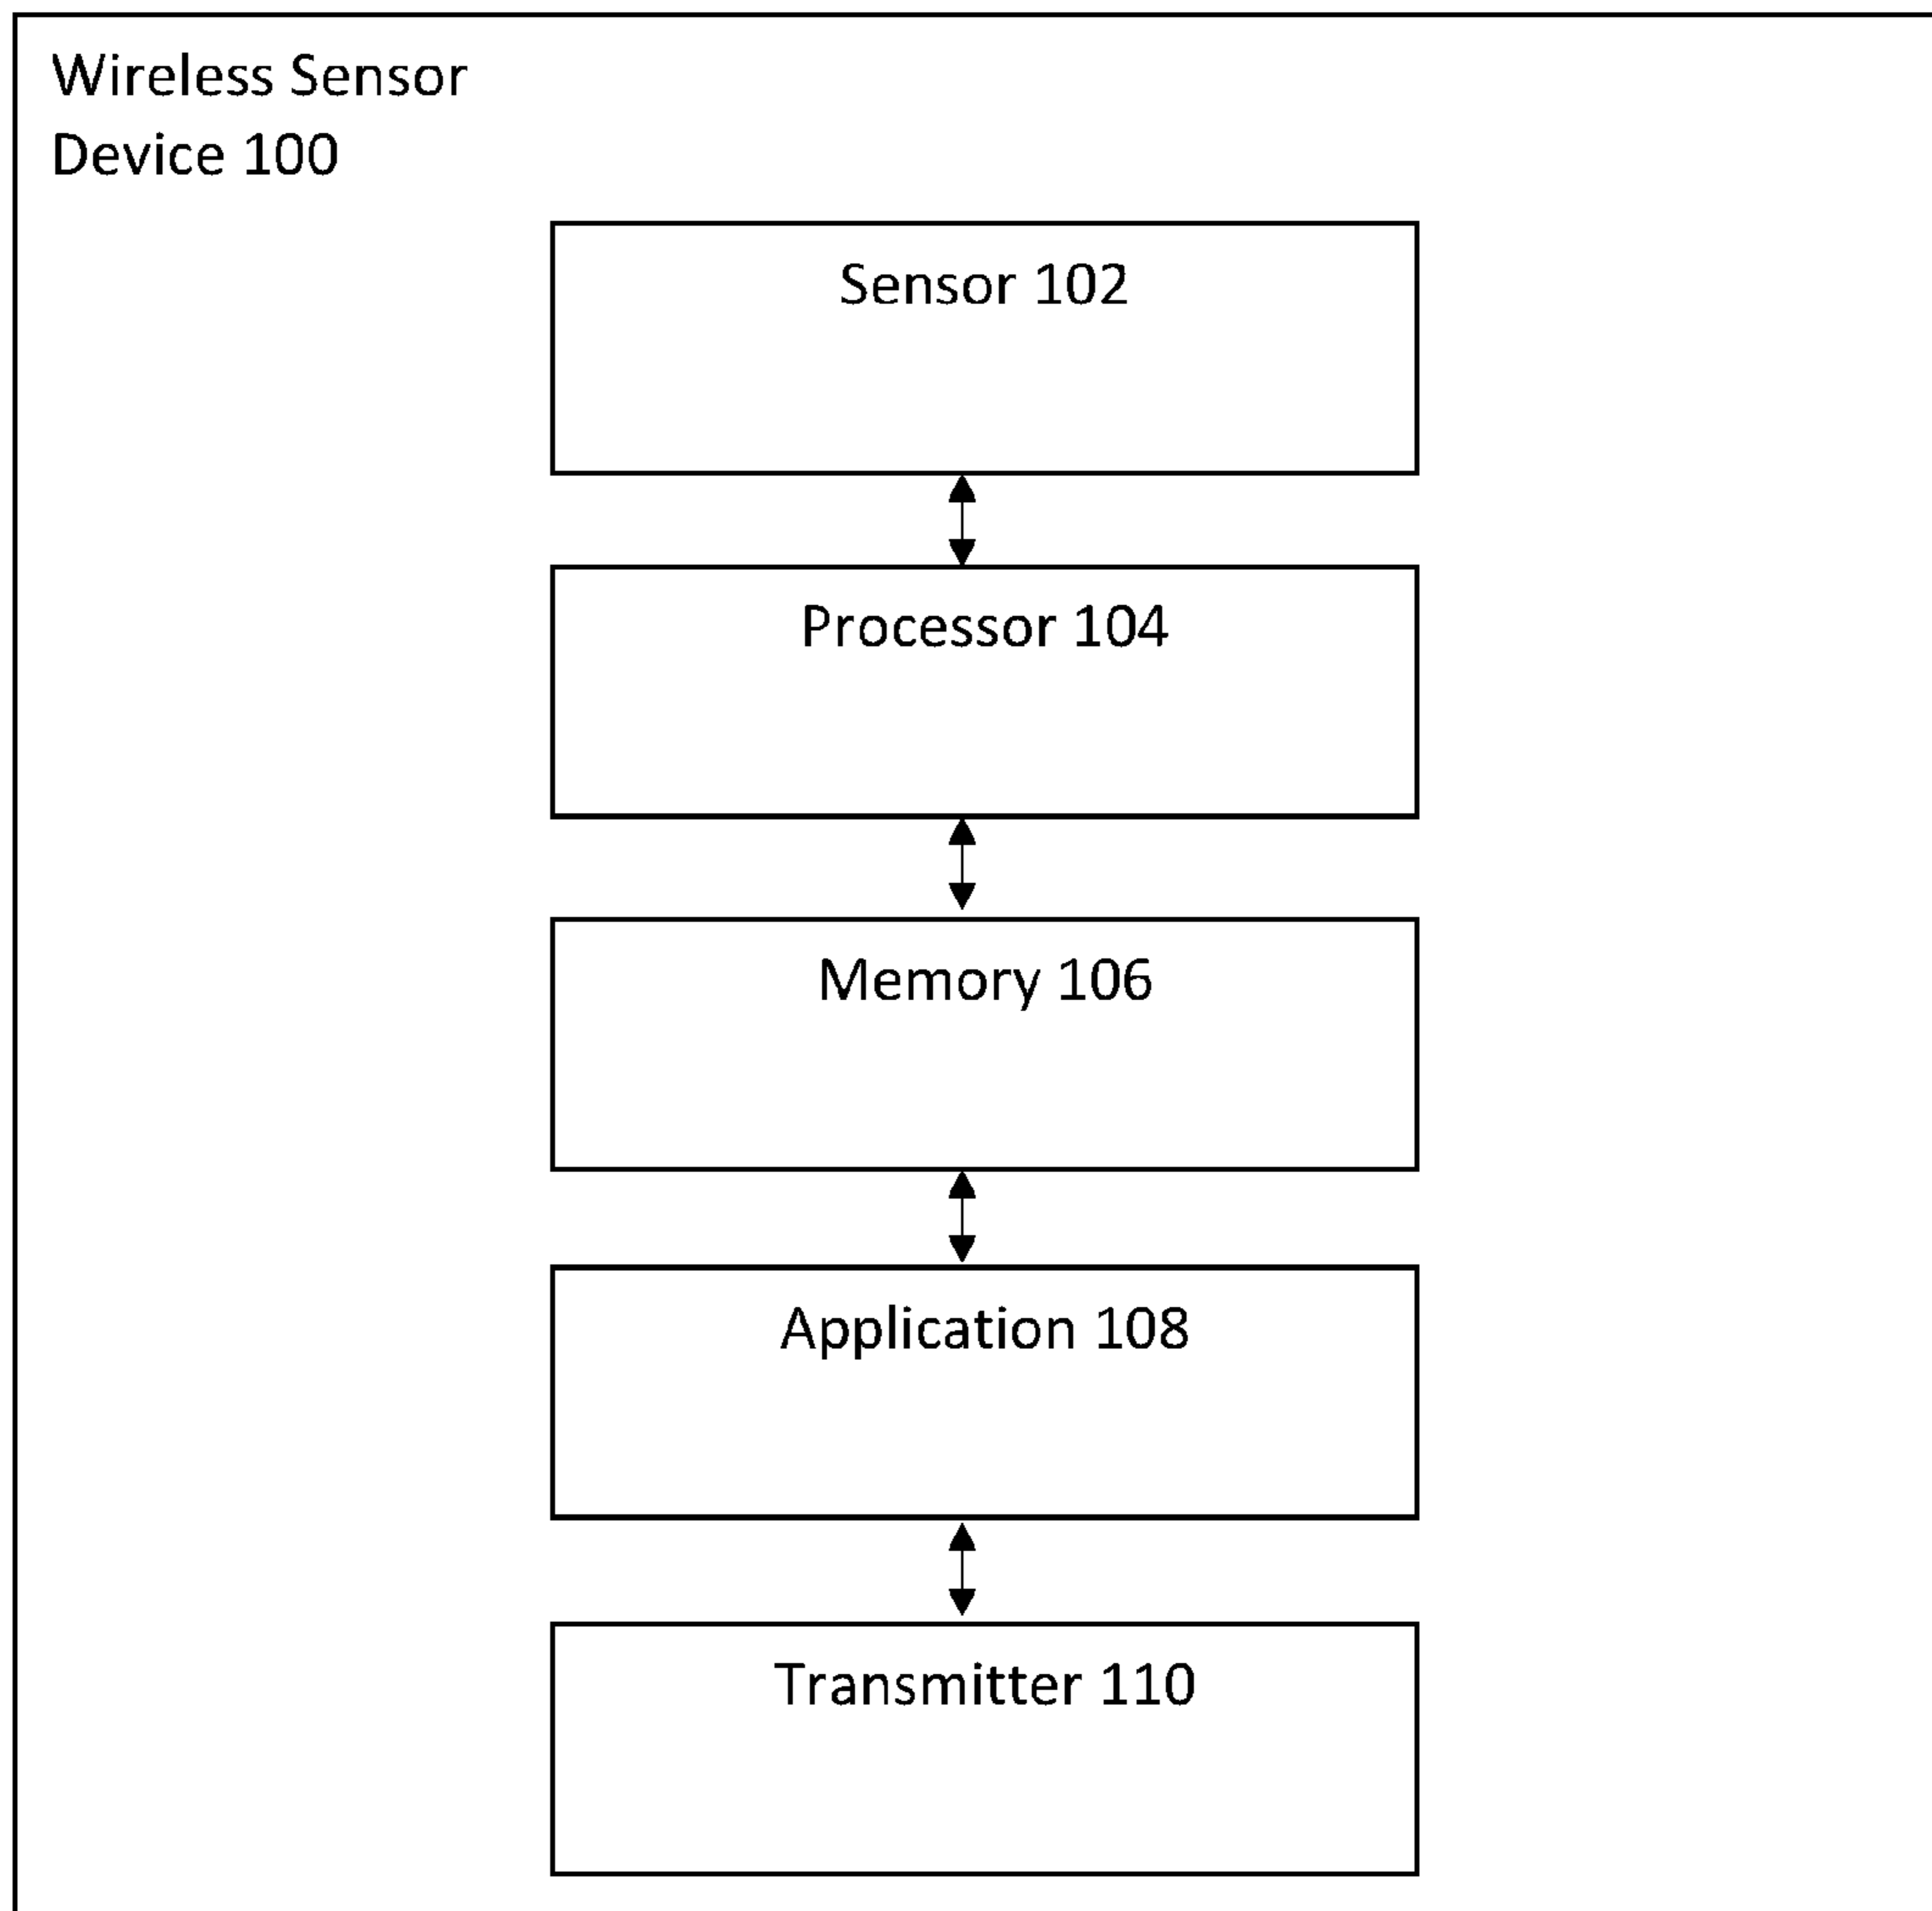 Wireless Sensor
Device 100
Sensor 102
Processor 104
Memory 106
Application 108
Transmitter 110